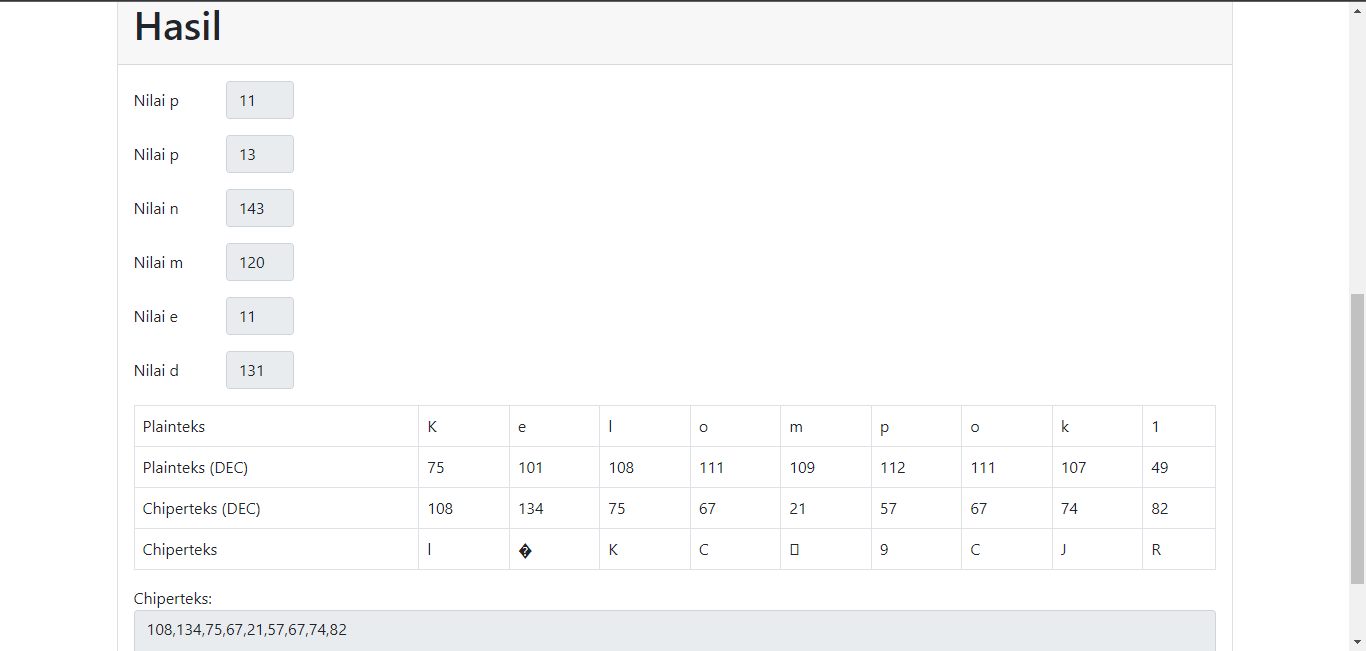 Hasil
Nilai p 11
Nilai p 13
Nilai n 143
Nilai m 120
Nilai e 11
Nilai d 131
Plainteks K e l o m p o k 1
Plainteks (DEC) 75 101 108 111 109 112 111 107 49
Chiperteks (DEC) 108 134 75 67 21 57 67 74 82
Chiperteks l � K C  9 C J R
Chiperteks:
108,134,75,67,21,57,67,74,82